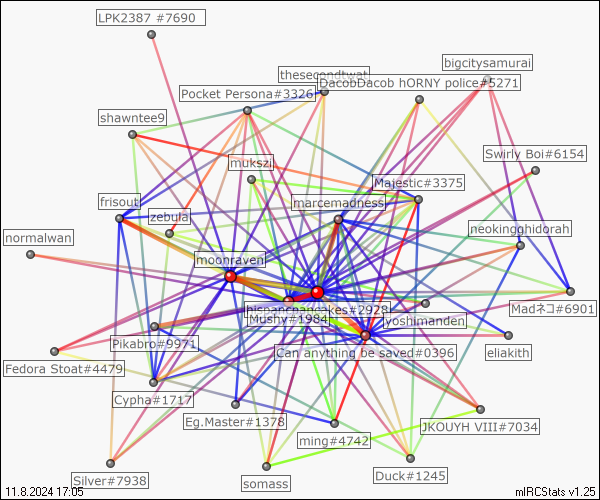 LPK2387 #7690
bigcitysamurai
thesecondtwat
DacobDacob hORNY police#5271
Pocket Persona#3326
shawntee9
Swirly Boi#6154
mukszil
Majestic#3375
frisout
marcemadness
zebula
neokingghidorah
normalwan
moonraven
Madネコ#6901
hispanchapcakes#2928
Mushy#1984
yoshimanden
Pikabro#9971
Can anything be saved#0396
eliakith
Fedora Stoat#4479
Cypha#1717
Eg.Master#1378
JKOUYH VIII#7034
ming#4742
Silver#7938
somass
Duck#1245
11.8.2024 17:05
mIRCStats v1.25